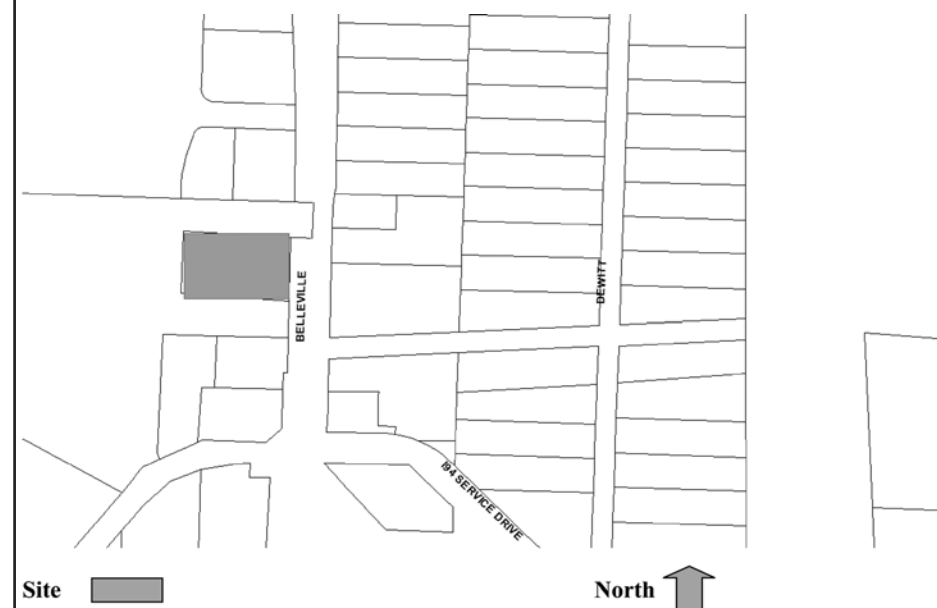 BELLEVILLE
DEWITT
I94 SERVICE DRIVE
Site
North